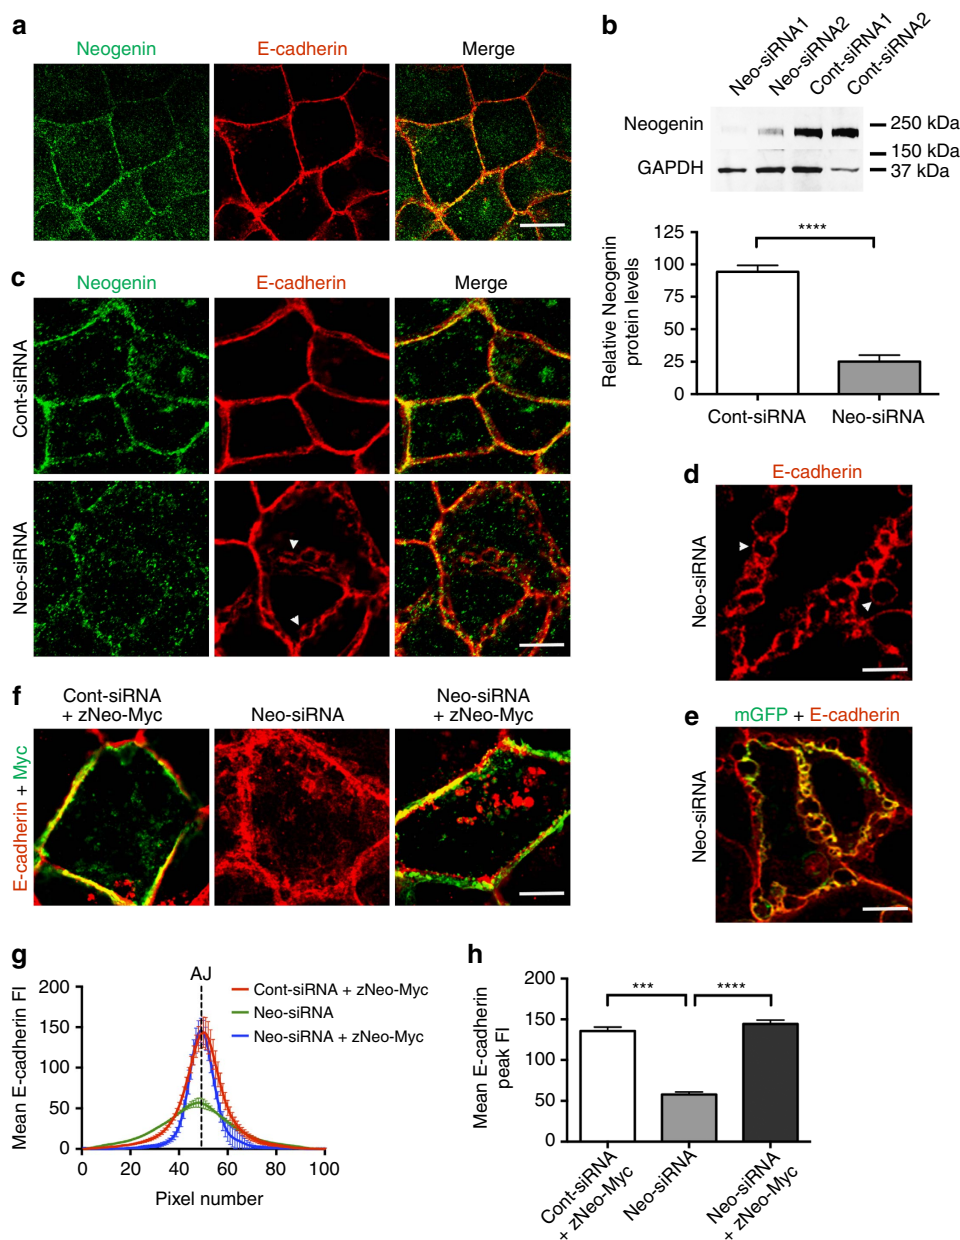 a
Neogenin E-cadherin Merge
b
Neo-siRNA1 Neo-siRNA2 Cont-siRNA1 Cont-siRNA2
Neogenin
GAPDH
250 kDa
150 kDa
37 kDa
Relative Neogenin
protein levels
125
100
75
50
25
0
****
Cont-siRNA Neo-siRNA
c
Neogenin E-cadherin Merge
Cont-siRNA
Neo-siRNA
d
E-cadherin
Neo-siRNA
e
mGFP + E-cadherin
Neo-siRNA
f
Cont-siRNA
+ zNeo-Myc
Neo-siRNA
Neo-siRNA
+ zNeo-Myc
E-cadherin + Myc
g
AJ
Mean E-cadherin FI
200
150
100
50
0
0 20 40 60 80 100
Pixel number
Cont-siRNA + zNeo-Myc
Neo-siRNA
Neo-siRNA + zNeo-Myc
h
Mean E-cadherin
peak FI
200
150
100
50
0
*** ****
Cont-siRNA
+ zNeo-Myc
Neo-siRNA
Neo-siRNA
+ zNeo-Myc